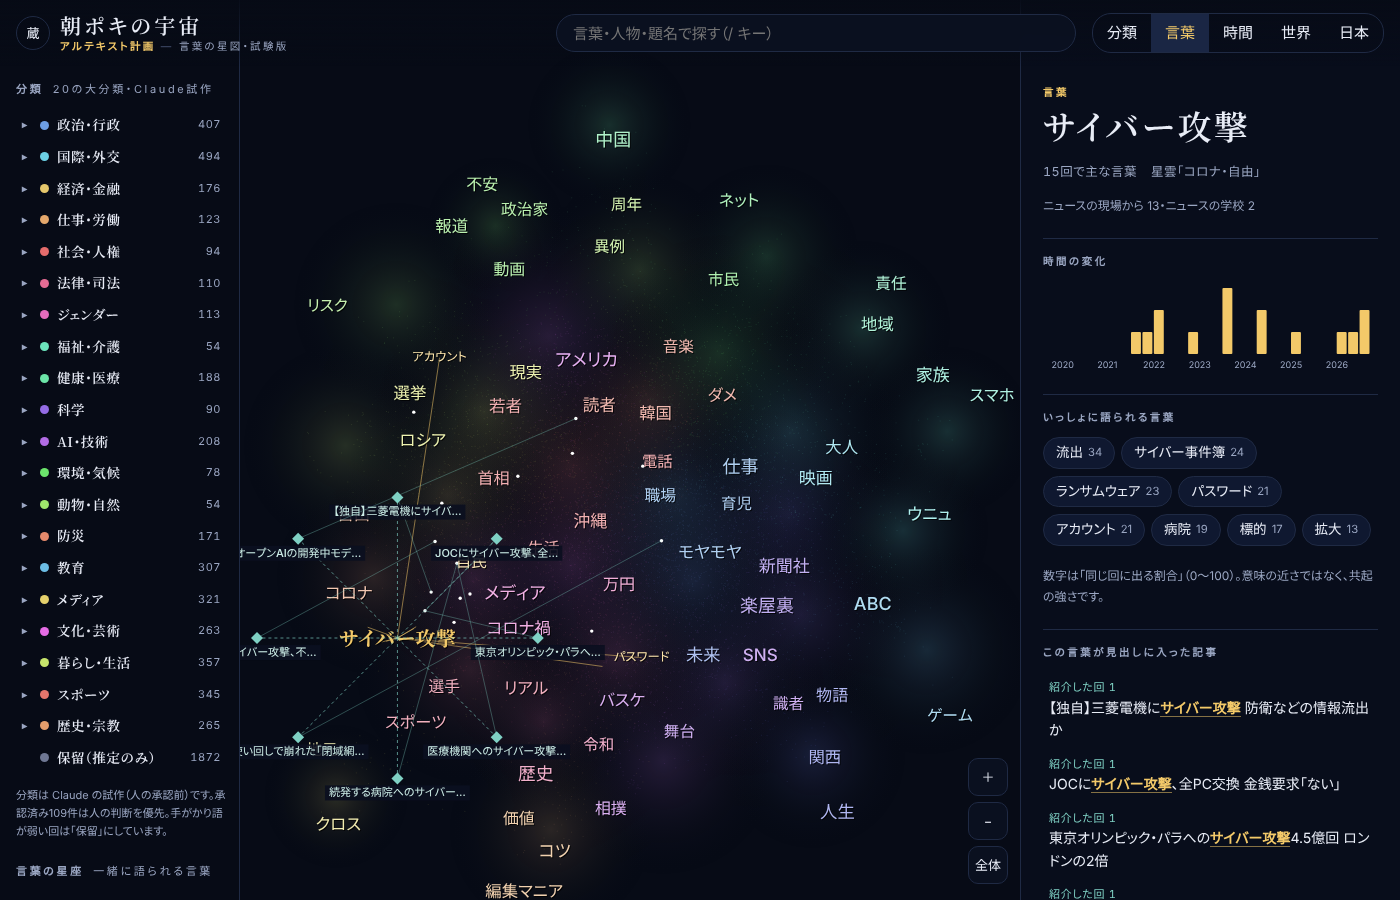 蔵
朝ポキの宇宙
アルテキスト計画 — 言葉の星図・試験版
言葉・人物・題名で探す（/ キー）
分類
言葉
時間
世界
日本
分類 20の大分類・Claude試作
▸ 政治・行政 407
▸ 国際・外交 494
▸ 経済・金融 176
▸ 仕事・労働 123
▸ 社会・人権 94
▸ 法律・司法 110
▸ ジェンダー 113
▸ 福祉・介護 54
▸ 健康・医療 188
▸ 科学 90
▸ AI・技術 208
▸ 環境・気候 78
▸ 動物・自然 54
▸ 防災 171
▸ 教育 307
▸ メディア 321
▸ 文化・芸術 263
▸ 暮らし・生活 357
▸ スポーツ 345
▸ 歴史・宗教 265
保留（推定のみ） 1872
分類は Claude の試作（人の承認前）です。承
認済み109件は人の判断を優先。手がかり語
が弱い回は「保留」にしています。
言葉の星座 一緒に語られる言葉
中国
不安
政治家
周年
ネット
報道
異例
動画
市民
責任
リスク
地域
アカウント
アメリカ
音楽
現実
家族
選挙
若者
読者
韓国
ダメ
スマホ
ロシア
大人
電話
仕事
首相
映画
職場
育児
【独自】三菱電機にサイバ...
ウニュ
沖縄
オープンAIの開発中モデ...
JOCにサイバー攻撃、全...
モヤモヤ
新聞社
コロナ
メディア
万円
楽屋裏
ABC
コロナ禍
サイバー攻撃
イバー攻撃、不...
東京オリンピック・パラへ...
パスワード
未来
SNS
選手
リアル
バスケ
識者
物語
スポーツ
舞台
ゲーム
令和
使い回しで崩れた「閉域網...
医療機関へのサイバー攻撃...
関西
歴史
続発する病院へのサイバー...
相撲
人生
クロス
価値
コツ
編集マニア
+
-
全体
言葉
サイバー攻撃
15回で主な言葉 星雲「コロナ・自由」
ニュースの現場から 13・ニュースの学校 2
時間の変化
2020 2021 2022 2023 2024 2025 2026
いっしょに語られる言葉
流出 34 サイバー事件簿 24
ランサムウェア 23 パスワード 21
アカウント 21 病院 19 標的 17 拡大 13
数字は「同じ回に出る割合」（0〜100）。意味の近さではなく、共起
の強さです。
この言葉が見出しに入った記事
紹介した回 1
【独自】三菱電機にサイバー攻撃 防衛などの情報流出
か
紹介した回 1
JOCにサイバー攻撃、全PC交換 金銭要求「ない」
紹介した回 1
東京オリンピック・パラへのサイバー攻撃4.5億回 ロン
ドンの2倍
紹介した回 1